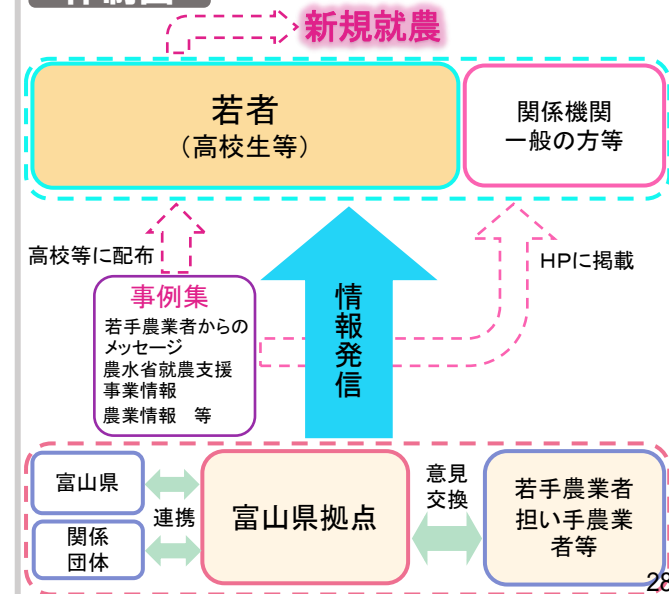 新規就農
若者
（高校生等）
関係機関
一般の方等
高校等に配布
HPに掲載
事例集
若手農業者からの
メッセージ
農水省就農支援
事業情報
農業情報　等
情報発信
富山県
関係
団体
連携
富山県拠点
意見
交換
若手農業者
担い手農業
者等
28